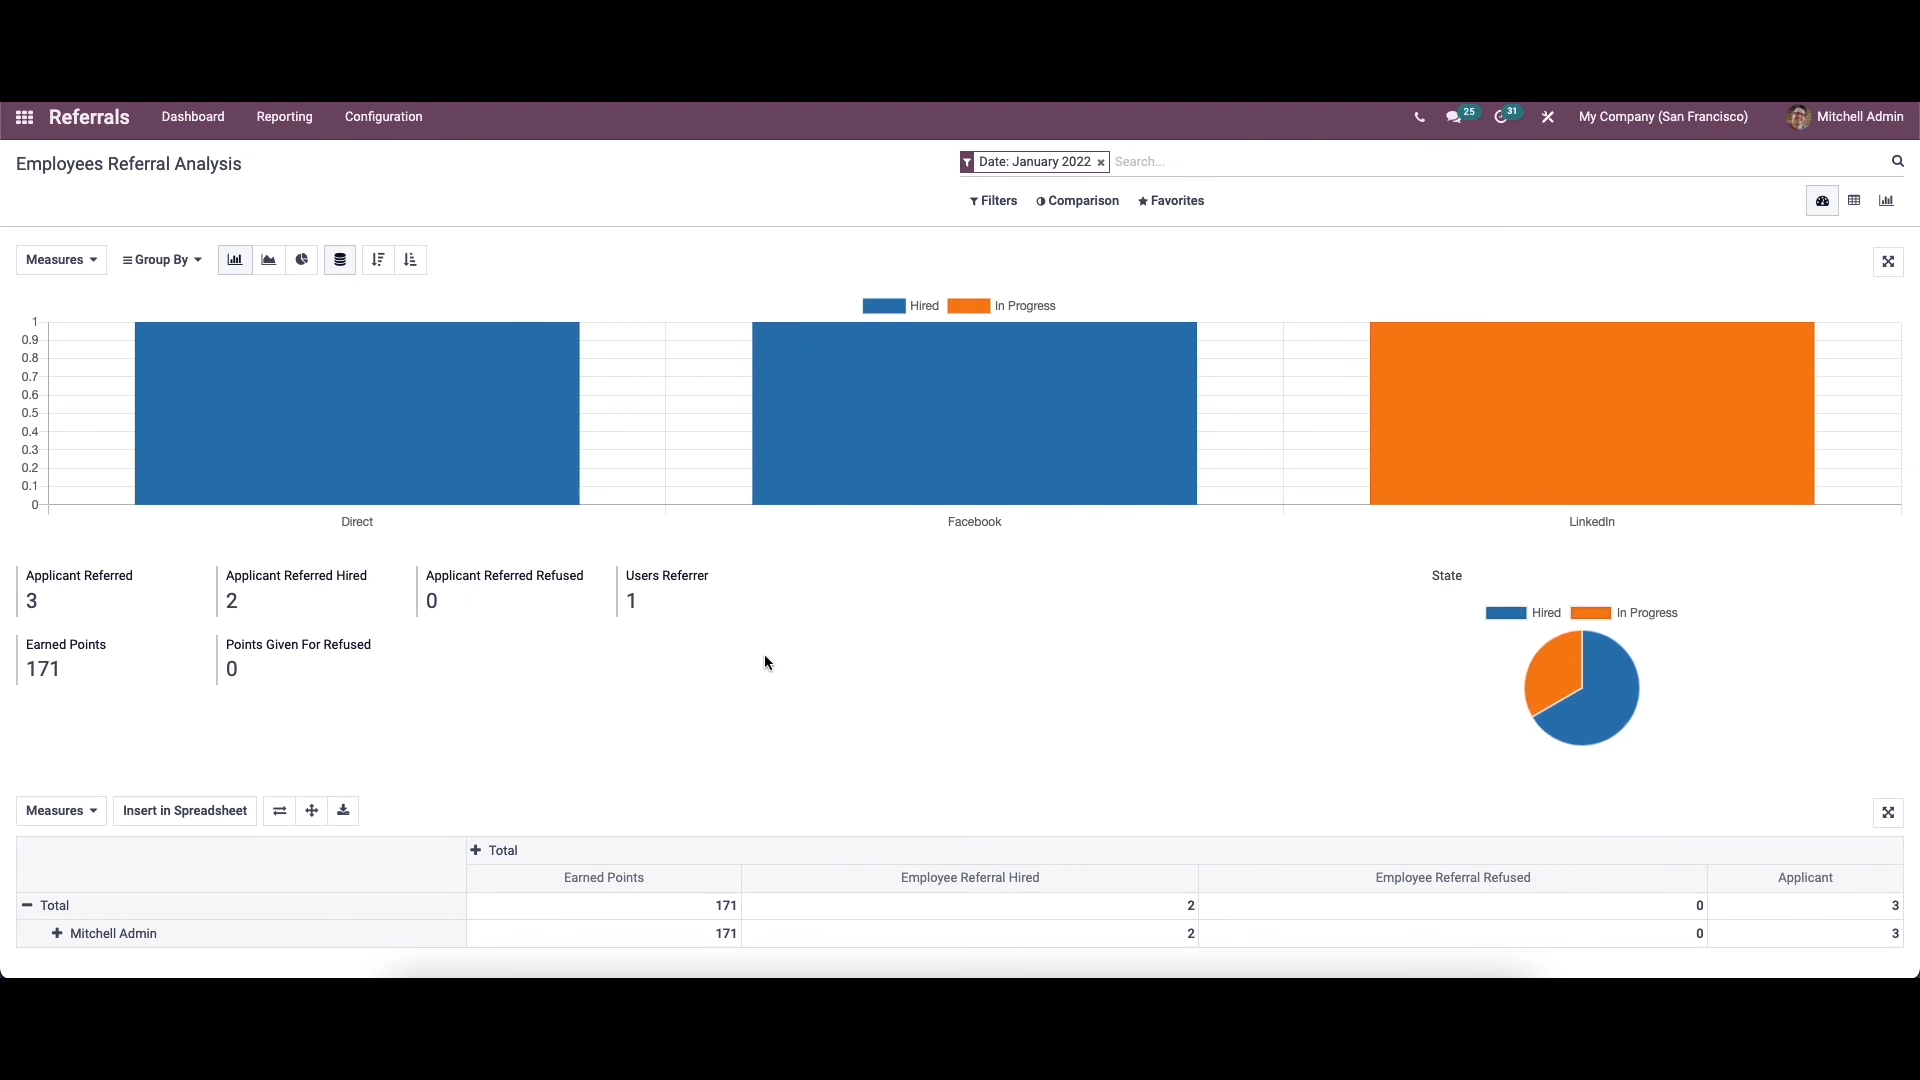 Referrals Dashboard Reporting Configuration 25 31 My Company (San Francisco) Mitchell Admin
Employees Referral Analysis Date: January 2022 Search...
Filters Comparison Favorites
Measures Group By
Hired In Progress
1
0.9
0.8
0.7
0.6
0.5
0.4
0.3
0.2
0.1
0
Direct Facebook LinkedIn
Applicant Referred Applicant Referred Hired Applicant Referred Refused Users Referrer State
3 2 0 1
Hired In Progress
Earned Points Points Given For Refused
171 0
Measures Insert in Spreadsheet
Total
Earned Points Employee Referral Hired Employee Referral Refused Applicant
Total 171 2 0 3
Mitchell Admin 171 2 0 3